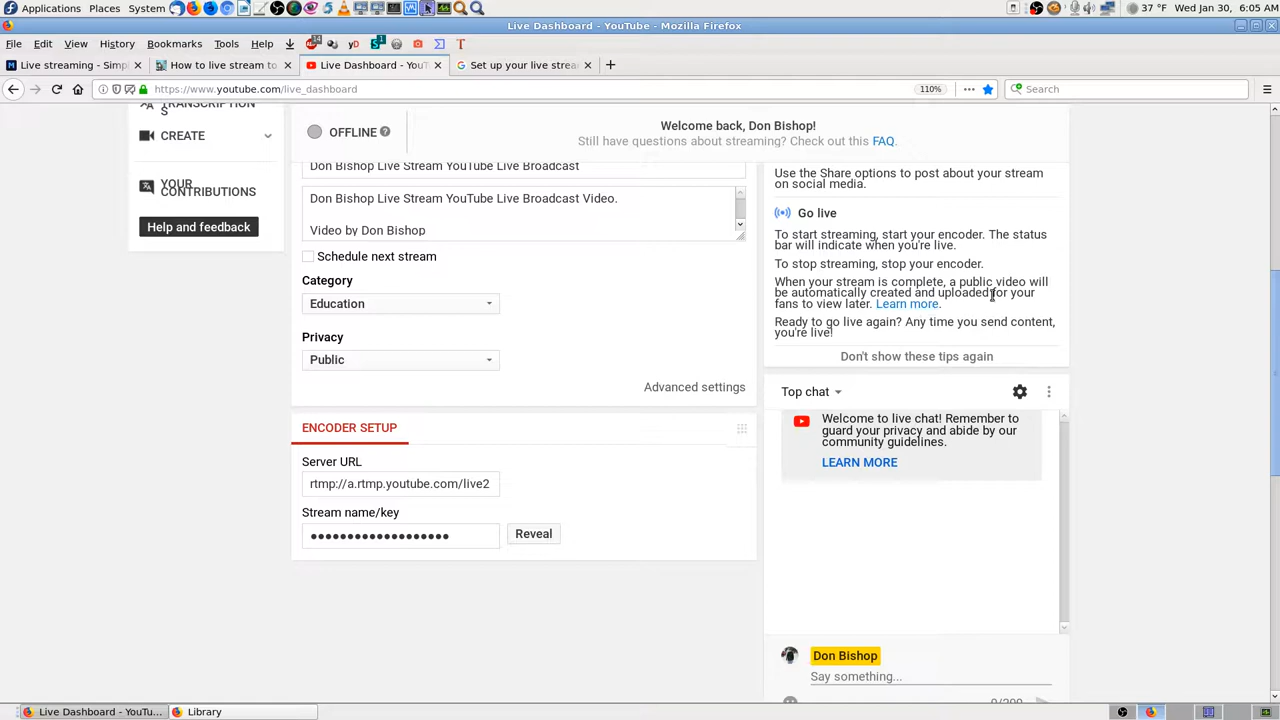 Applications Places System 37 °F Wed Jan 30, 6:05 AM
Live Dashboard - YouTube - Mozilla Firefox
File Edit View History Bookmarks Tools Help
Live streaming - Simpl Live How to live stream to Live Dashboard - YouT Set up your live strea
https://www.youtube.com/live_dashboard 110% Search
TRANSCRIPTION
S
CREATE
YOUR
CONTRIBUTIONS
Help and feedback
OFFLINE
Welcome back, Don Bishop!
Still have questions about streaming? Check out this FAQ.
Don Bishop Live Stream YouTube Live Broadcast
Don Bishop Live Stream YouTube Live Broadcast Video.
Video by Don Bishop
Schedule next stream
Category
Education
Privacy
Public
Advanced settings
ENCODER SETUP
Server URL
rtmp://a.rtmp.youtube.com/live2
Stream name/key
●●●●●●●●●●●●●●●●●●●
Reveal
Use the Share options to post about your stream
on social media.
Go live
To start streaming, start your encoder. The status
bar will indicate when you're live.
To stop streaming, stop your encoder.
When your stream is complete, a public video will
be automatically created and uploaded for your
fans to view later. Learn more.
Ready to go live again? Any time you send content,
you're live!
Don't show these tips again
Top chat
Welcome to live chat! Remember to
guard your privacy and abide by our
community guidelines.
LEARN MORE
Don Bishop
Say something...
0/200
Live Dashboard - YouTu... Library